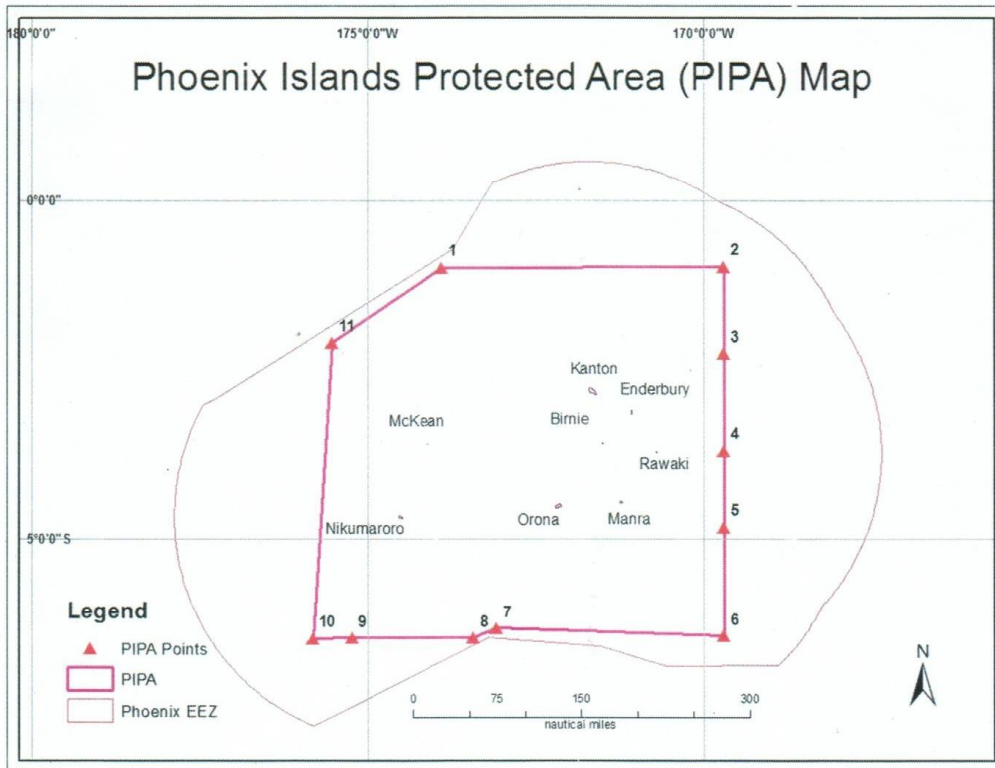 180°0'0"
175°0'0"W
170°0'0"W
Phoenix Islands Protected Area (PIPA) Map
0°0'0"
1
2
11
3
Kanton
Enderbury
McKean
Birnie
4
Rawaki
5
Nikumaroro
Orona
Manra
5°0'0"S
Legend
10
9
8
7
6
PIPA Points
PIPA
Phoenix EEZ
N
0
75
150
300
nautical miles